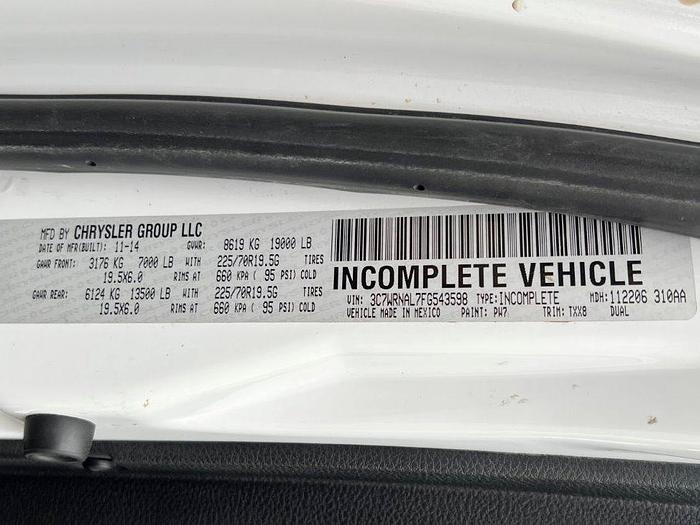 MFD BY CHRYSLER GROUP LLC
DATE OF MFR(BUILT): 11-14 GVWR: 8619 KG 19000 LB
GAWR FRONT: 3176 KG 7000 LB WITH 225/70R19.5G TIRES
19.5X6.0 RIMS AT 660 KPA ( 95 PSI) COLD
GAWR REAR: 6124 KG 13500 LB WITH 225/70R19.5G TIRES
19.5X6.0 RIMS AT 660 KPA ( 95 PSI) COLD
INCOMPLETE VEHICLE
VIN: 3C7WRNAL7FG543598 TYPE: INCOMPLETE MDH: 112206 310AA
VEHICLE MADE IN MEXICO PAINT: PW7 TRIM: TXX8 DUAL